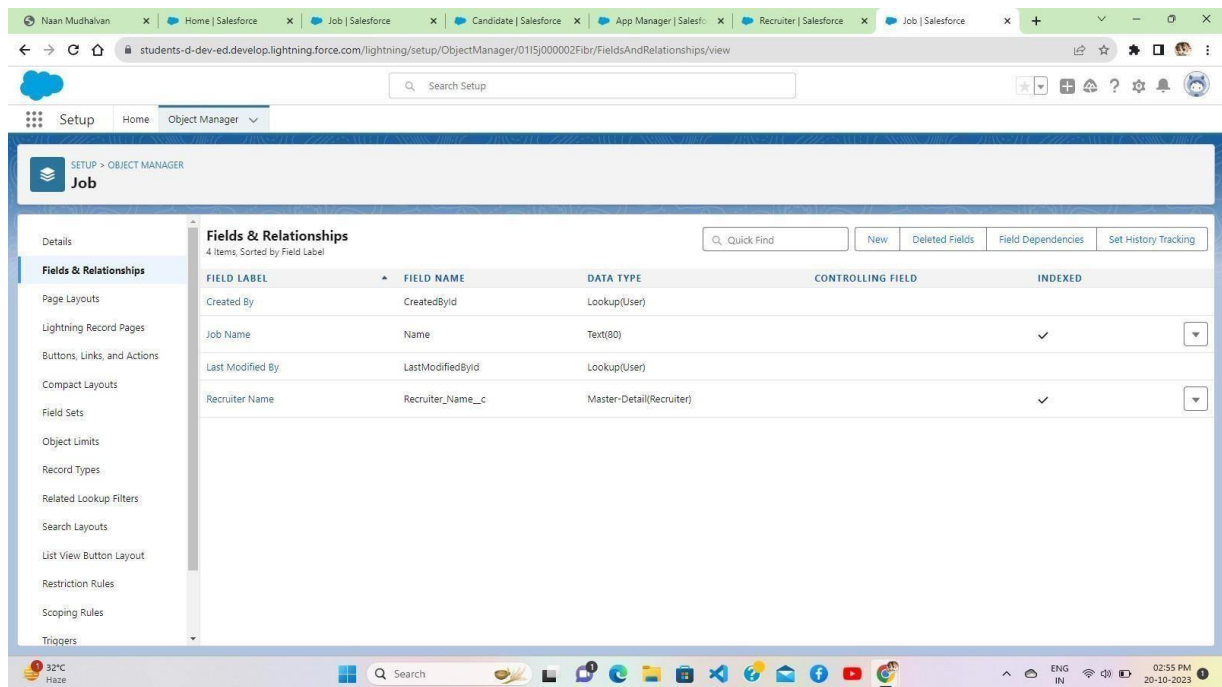 Naan Mudhalvan
Home | Salesforce
Job | Salesforce
Candidate | Salesforce
App Manager | Salesfo
Recruiter | Salesforce
Job | Salesforce
students-d-dev-ed.develop.lightning.force.com/lightning/setup/ObjectManager/01I5j000002Fibr/FieldsAndRelationships/view
Search Setup
Setup Home Object Manager
SETUP > OBJECT MANAGER
Job
Details
Fields & Relationships
Page Layouts
Lightning Record Pages
Buttons, Links, and Actions
Compact Layouts
Field Sets
Object Limits
Record Types
Related Lookup Filters
Search Layouts
List View Button Layout
Restriction Rules
Scoping Rules
Triggers
Fields & Relationships
4 Items, Sorted by Field Label
Quick Find New Deleted Fields Field Dependencies Set History Tracking
FIELD LABEL FIELD NAME DATA TYPE CONTROLLING FIELD INDEXED
Created By CreatedById Lookup(User)
Job Name Name Text(80)
Last Modified By LastModifiedById Lookup(User)
Recruiter Name Recruiter_Name__c Master-Detail(Recruiter)
1
32°C
Haze
Search
ENG
IN
02:55 PM
20-10-2023
1